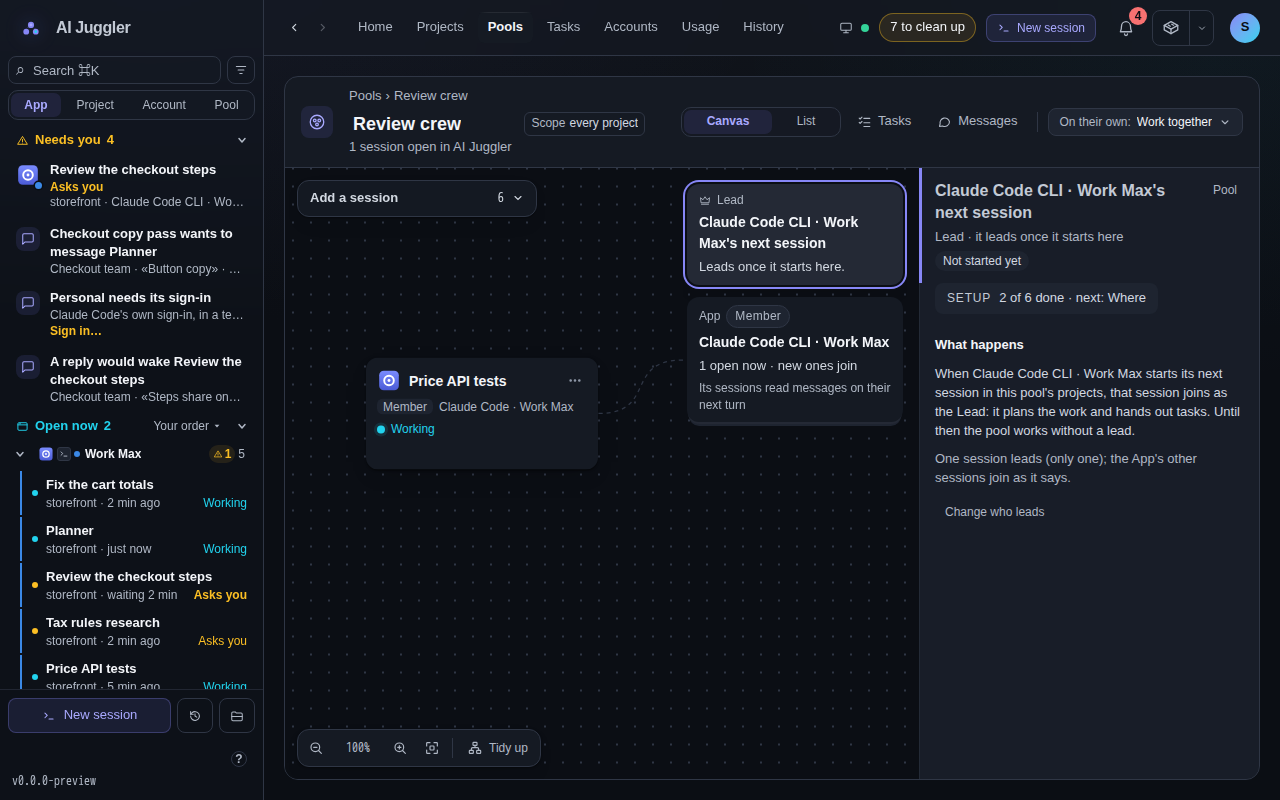 AI Juggler
Search ⌘K
App Project Account Pool
Needs you 4
Review the checkout steps
Asks you
storefront · Claude Code CLI · Wo…
Checkout copy pass wants to
message Planner
Checkout team · «Button copy» · …
Personal needs its sign-in
Claude Code's own sign-in, in a te…
Sign in…
A reply would wake Review the
checkout steps
Checkout team · «Steps share on…
Open now 2 Your order
Work Max 1 5
Fix the cart totals
storefront · 2 min ago Working
Planner
storefront · just now Working
Review the checkout steps
storefront · waiting 2 min Asks you
Tax rules research
storefront · 2 min ago Asks you
Price API tests
storefront · 5 min ago Working
New session
?
v0.0.0-preview
Home Projects Pools Tasks Accounts Usage History
7 to clean up
New session
4
S
Pools › Review crew
Review crew
Scope every project
1 session open in AI Juggler
Canvas List
Tasks
Messages
On their own: Work together
Add a session 6
Lead
Claude Code CLI · Work
Max's next session
Leads once it starts here.
App Member
Claude Code CLI · Work Max
1 open now · new ones join
Its sessions read messages on their
next turn
Price API tests
Member Claude Code · Work Max
Working
100%
Tidy up
Claude Code CLI · Work Max's
next session
Pool
Lead · it leads once it starts here
Not started yet
SETUP 2 of 6 done · next: Where
What happens
When Claude Code CLI · Work Max starts its next
session in this pool's projects, that session joins as
the Lead: it plans the work and hands out tasks. Until
then the pool works without a lead.
One session leads (only one); the App's other
sessions join as it says.
Change who leads